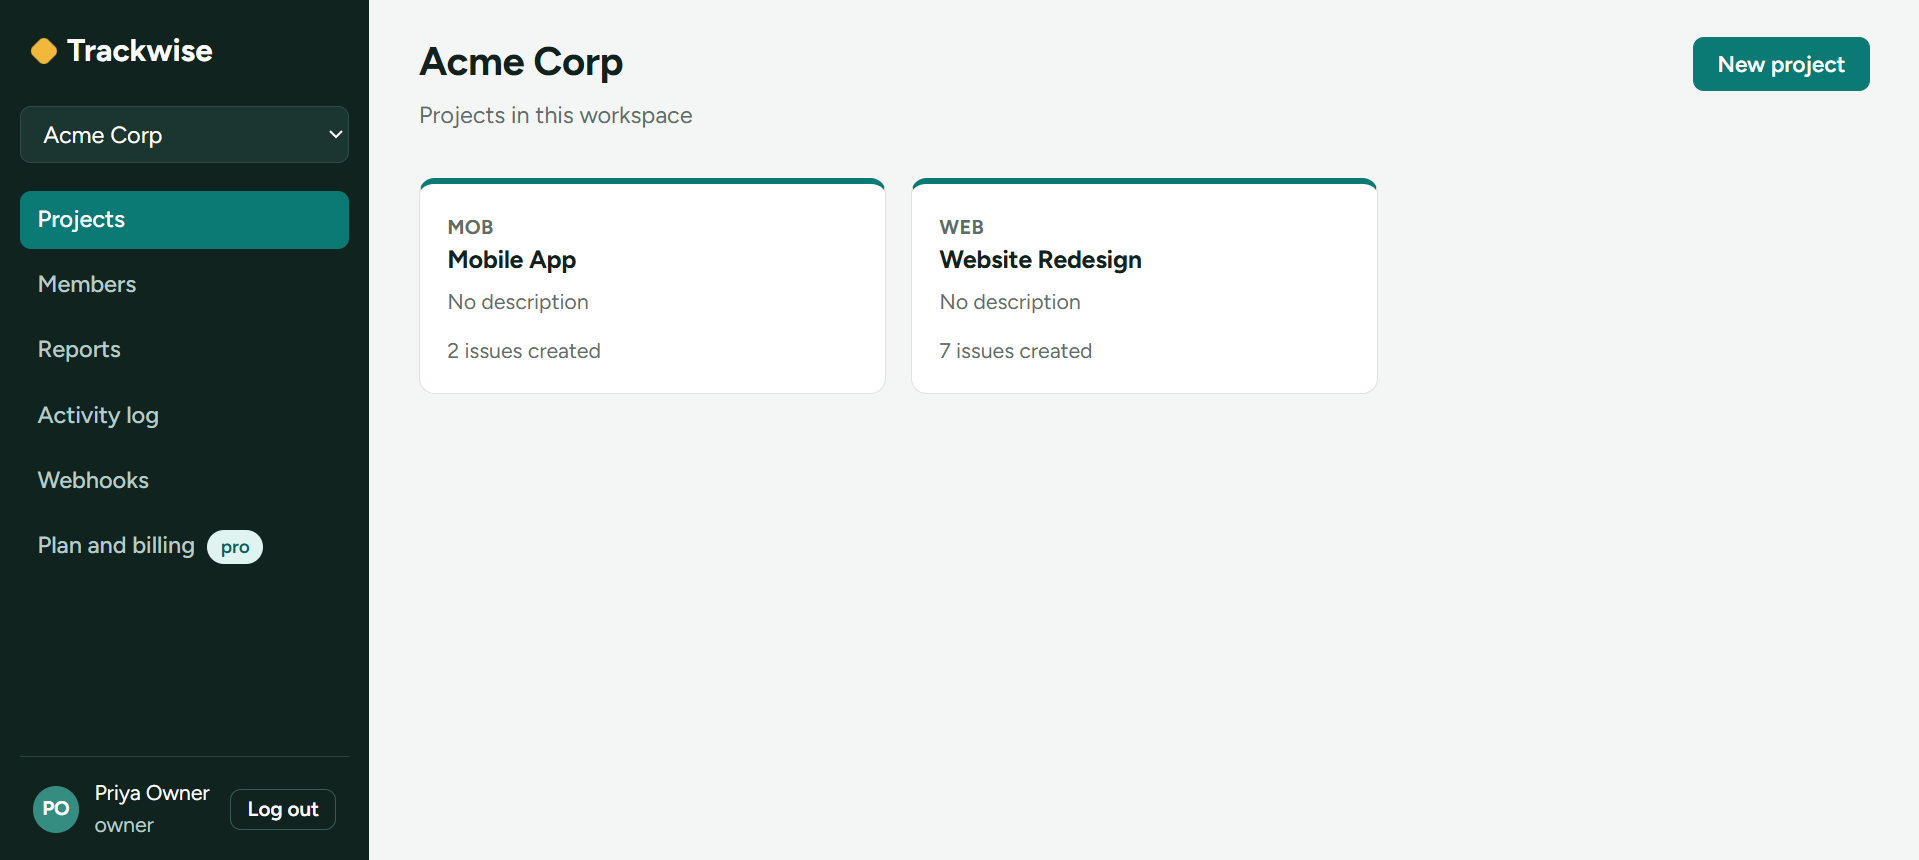 Trackwise
Acme Corp
Projects
Members
Reports
Activity log
Webhooks
Plan and billing pro
PO
Priya Owner
owner
Log out
Acme Corp
Projects in this workspace
New project
MOB
Mobile App
No description
2 issues created
WEB
Website Redesign
No description
7 issues created